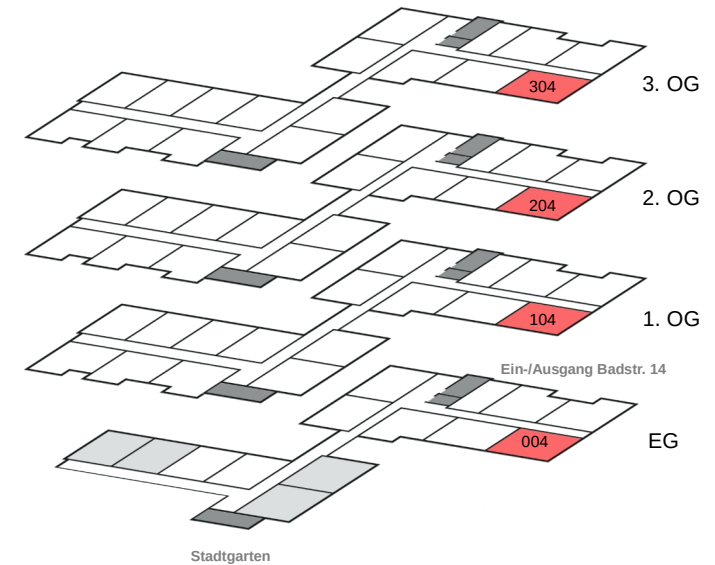 304
3. OG
204
2. OG
104
1. OG
Ein-/Ausgang Badstr. 14
004
EG
Stadtgarten